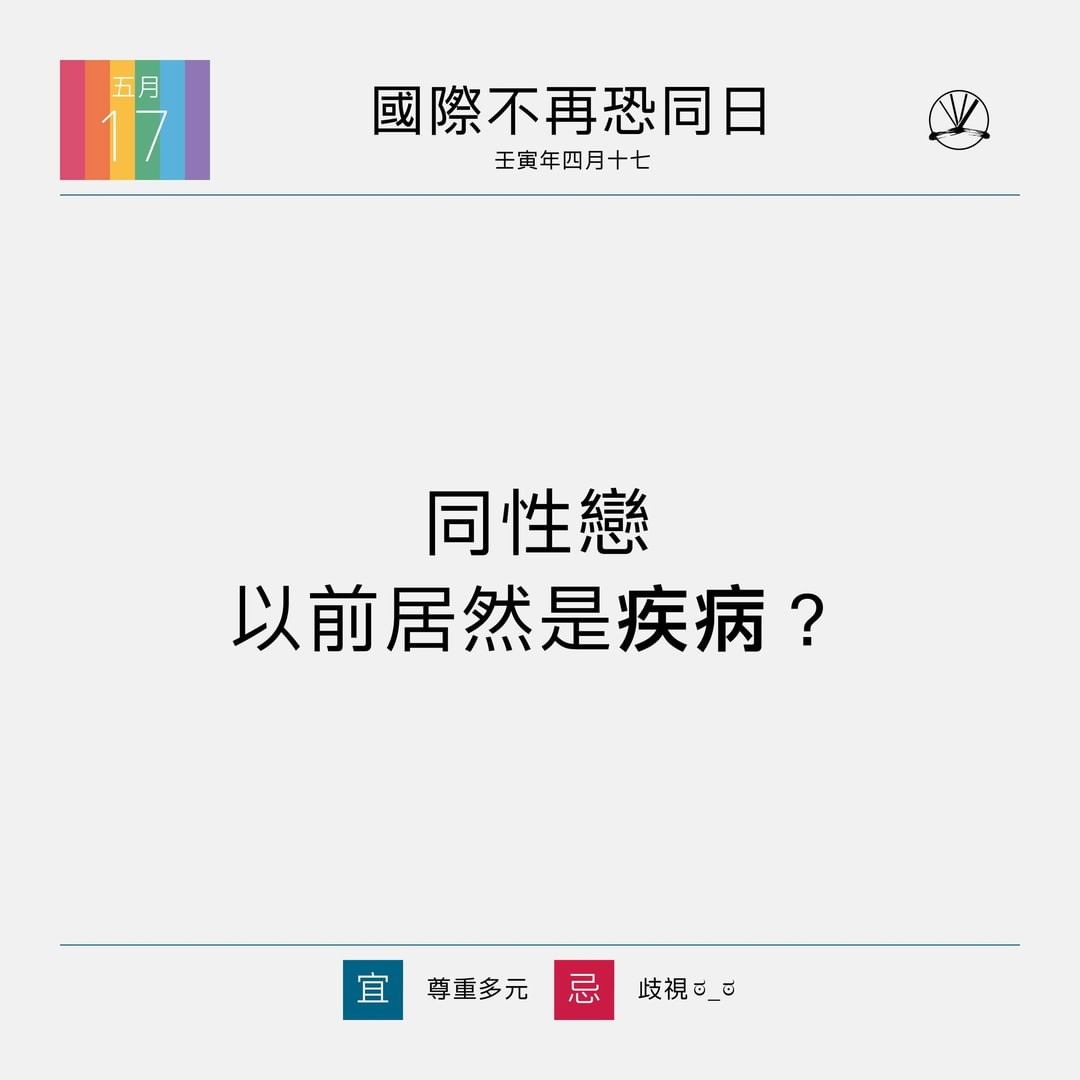 五月
17
國際不再恐同日
壬寅年四月十七
同性戀
以前居然是疾病？
宜 尊重多元 忌 歧視ಠ_ಠ